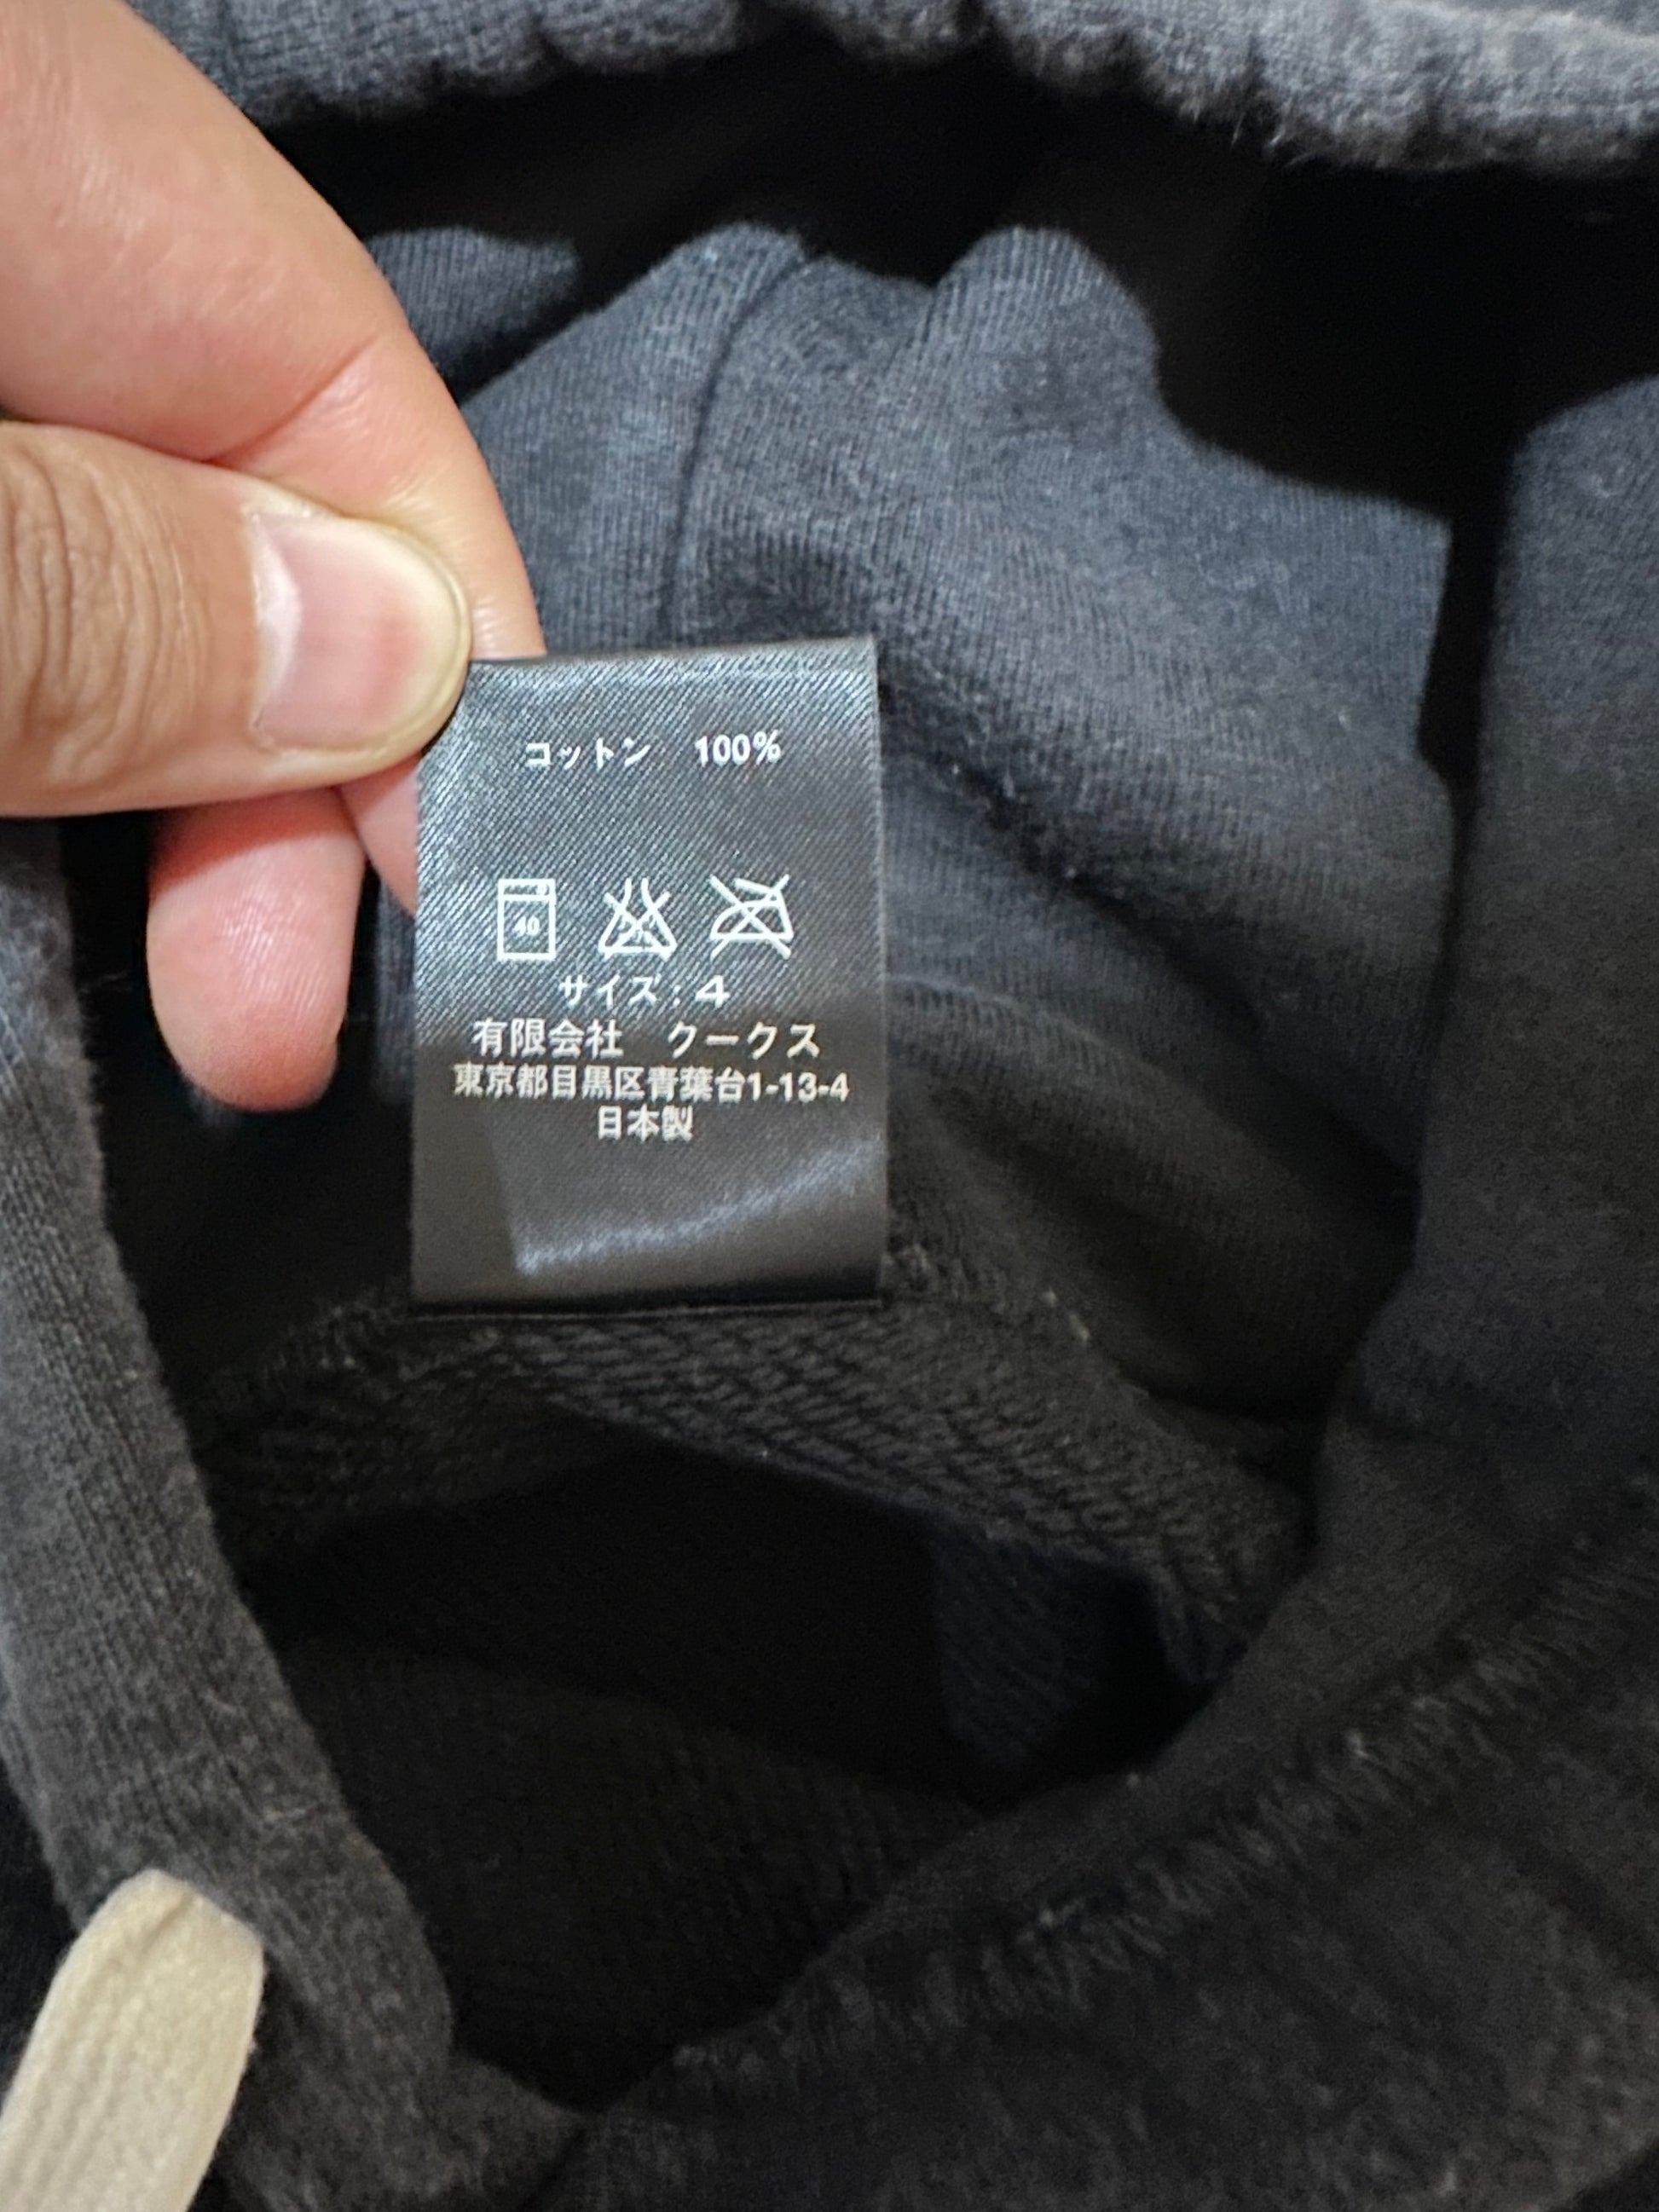 コットン 100%
40
サイズ:4
有限会社 クークス
東京都目黒区青葉台1-13-4
日本製